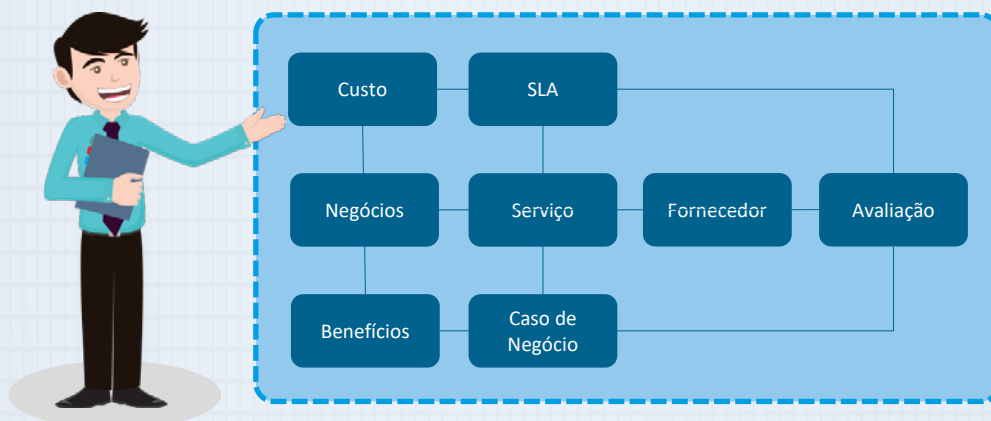 Custo
SLA
Negócios
Serviço
Fornecedor
Avaliação
Benefícios
Caso de
Negócio